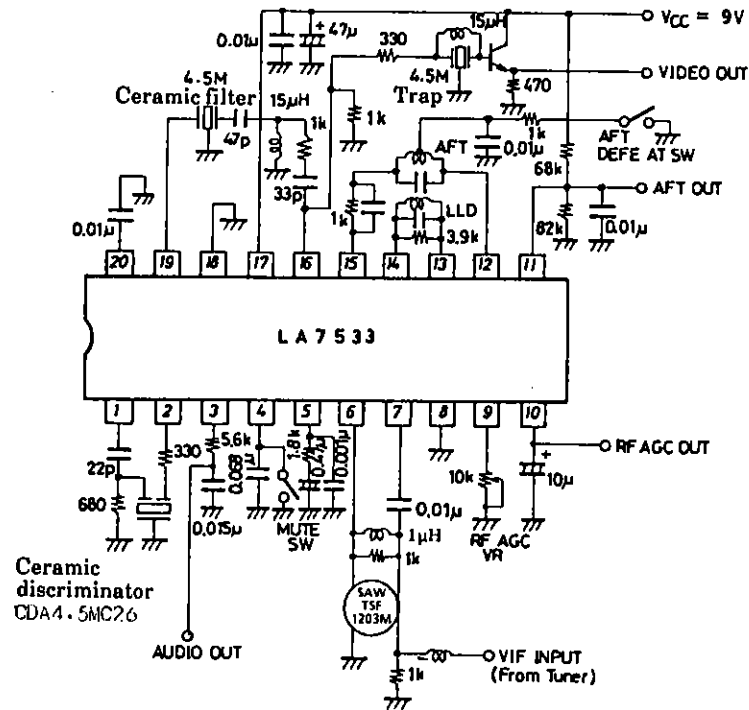 15μH
VCC = 9V
0.01μ
47μ
+
330
4.5M
VIDEO OUT
Trap
470
4.5M
Ceramic filter
15μH
47p
1k
1k
33p
AFT
0.01μ
1k
AFT
DEFEAT SW
68k
AFT OUT
0.01μ
1k
LLD
3.9k
82k
0.01μ
20 19 18 17 16 15 14 13 12 11
LA7533
1 2 3 4 5 6 7 8 9 10
22p
330
5.6k
0.068μ
1.8k
0.47μ
0.001μ
680
0.015μ
MUTE
SW
0.01μ
10k
RF AGC
VR
+
10μ
RF AGC OUT
1μH
1k
Ceramic
discriminator
CDA4.5MC26
SAW
TSF
1203M
AUDIO OUT
1k
VIF INPUT
(From Tuner)